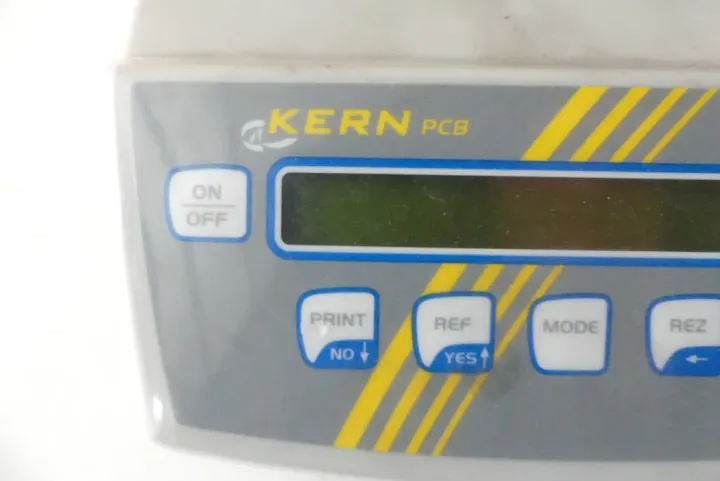 KERN PCB
ON
OFF
PRINT
NO ↓
REF
YES ↑
MODE
REZ
←